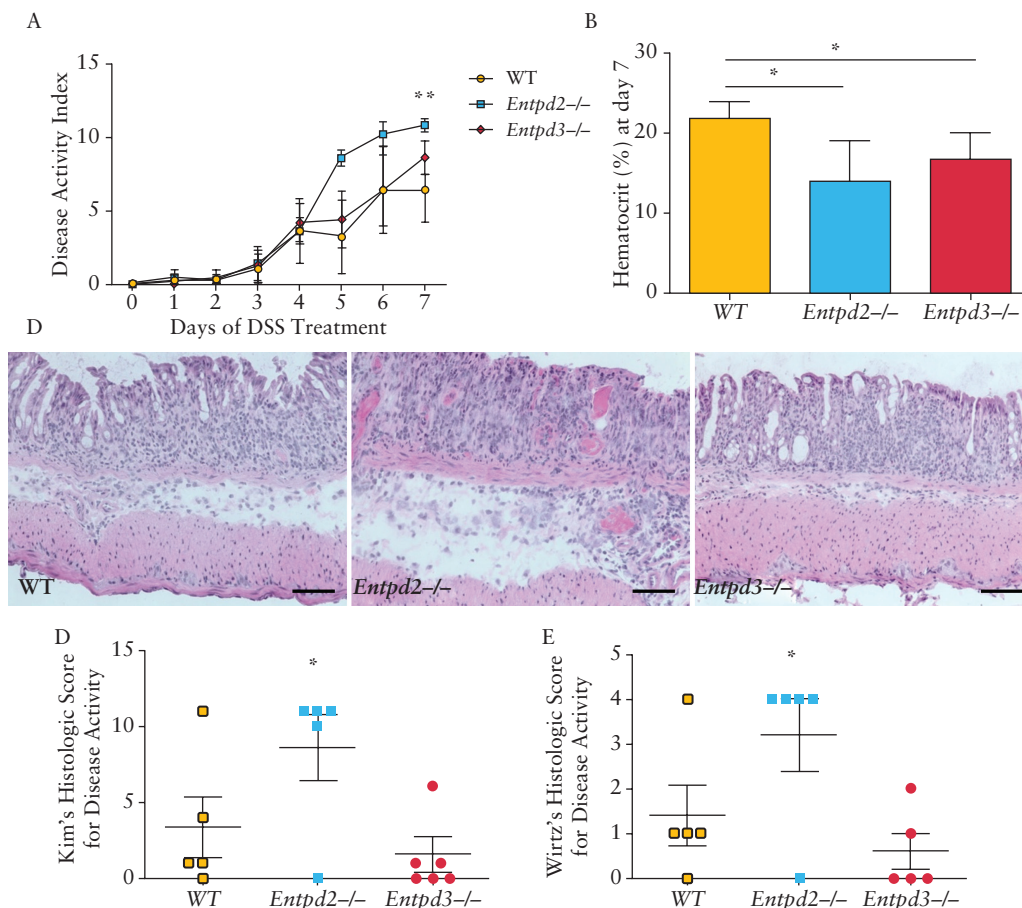 A
Disease Activity Index
15
10
5
0
0 1 2 3 4 5 6 7
Days of DSS Treatment
**
WT
Entpd2–/–
Entpd3–/–
B
Hematocrit (%) at day 7
30
20
10
0
*
*
WT Entpd2–/– Entpd3–/–
D
WT
Entpd2–/–
Entpd3–/–
D
Kim's Histologic Score
for Disease Activity
15
10
5
0
*
WT Entpd2–/– Entpd3–/–
E
Wirtz's Histologic Score
for Disease Activity
5
4
3
2
1
0
*
WT Entpd2–/– Entpd3–/–